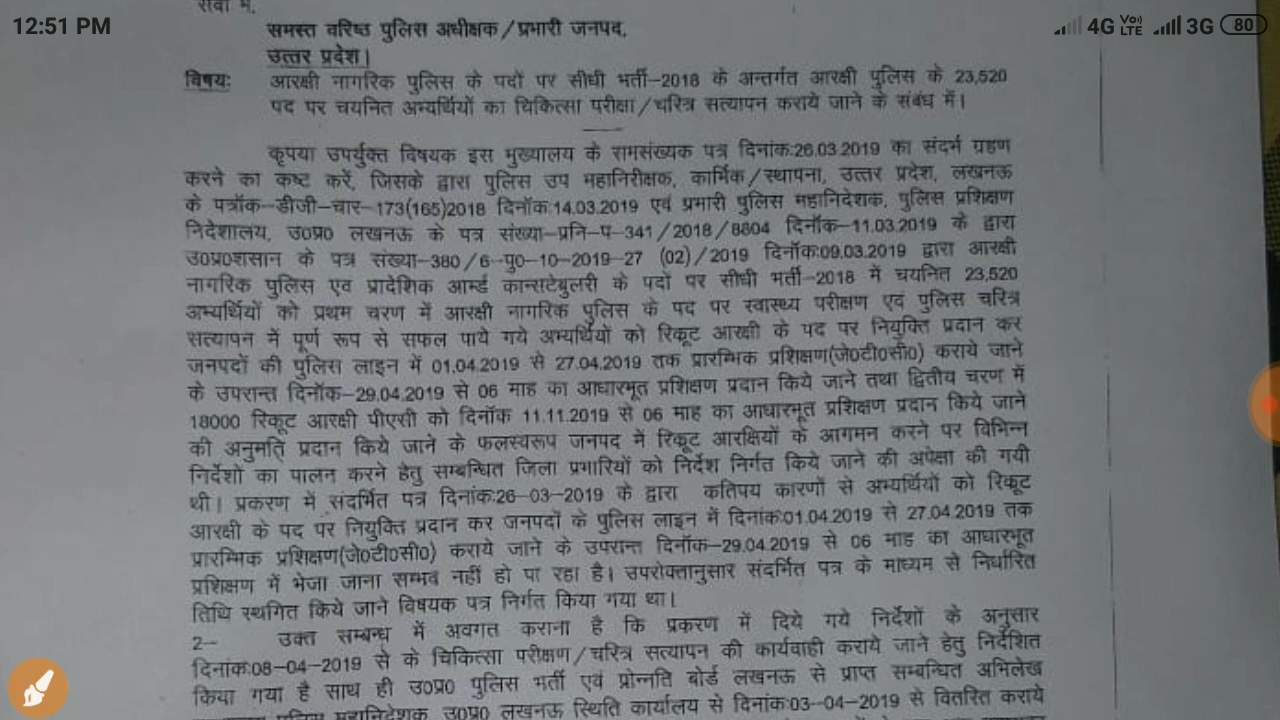 12:51 PM
4G VoI) LTE 3G 80
सेवा में,
समस्त वरिष्ठ पुलिस अधीक्षक/प्रभारी जनपद,
उत्तर प्रदेश।
विषयः आरक्षी नागरिक पुलिस के पदों पर सीधी भर्ती–2018 के अन्तर्गत आरक्षी पुलिस के 23,520
पद पर चयनित अभ्यर्थियों का चिकित्सा परीक्षा/चरित्र सत्यापन कराये जाने के संबंध में।
कृपया उपर्युक्त विषयक इस मुख्यालय के समसंख्यक पत्र दिनांकः26.03.2019 का संदर्भ ग्रहण
करने का कष्ट करें, जिसके द्वारा पुलिस उप महानिरीक्षक, कार्मिक/स्थापना, उत्तर प्रदेश, लखनऊ
के पत्रॉक–डीजी–चार–173(165)2018 दिनॉकः14.03.2019 एवं प्रभारी पुलिस महानिदेशक, पुलिस प्रशिक्षण
निदेशालय, उ0प्र0 लखनऊ के पत्र संख्या–प्रनि–प–341/2018/8804 दिनॉक–11.03.2019 के द्वारा
उ0प्र0शसान के पत्र संख्या–380/6–पु0–10–2019–27 (02)/2019 दिनॉकः09.03.2019 द्वारा आरक्षी
नागरिक पुलिस एव प्रादेशिक आर्म्ड कान्सटेबुलरी के पदों पर सीधी भर्ती–2018 में चयनित 23,520
अभ्यर्थियों को प्रथम चरण में आरक्षी नागरिक पुलिस के पद पर स्वास्थ्य परीक्षण एवं पुलिस चरित्र
सत्यापन में पूर्ण रूप से सफल पाये गये अभ्यर्थियों को रिकूट आरक्षी के पद पर नियुक्ति प्रदान कर
जनपदों की पुलिस लाइन में 01.04.2019 से 27.04.2019 तक प्रारम्भिक प्रशिक्षण(जे0टी0सी0) कराये जाने
के उपरान्त दिनॉक–29.04.2019 से 06 माह का आधारभूत प्रशिक्षण प्रदान किये जाने तथा द्वितीय चरण में
18000 रिकूट आरक्षी पीएसी को दिनॉक 11.11.2019 से 06 माह का आधारभूत प्रशिक्षण प्रदान किये जाने
की अनुमति प्रदान किये जाने के फलस्वरूप जनपद में रिकूट आरक्षियों के आगमन करने पर विभिन्न
निर्देशों का पालन करने हेतु सम्बन्धित जिला प्रभारियों को निर्देश निर्गत किये जाने की अपेक्षा की गयी
थी। प्रकरण में संदर्भित पत्र दिनांकः26–03–2019 के द्वारा कतिपय कारणों से अभ्यर्थियों को रिकूट
आरक्षी के पद पर नियुक्ति प्रदान कर जनपदों के पुलिस लाइन में दिनांकः01.04.2019 से 27.04.2019 तक
प्रारम्भिक प्रशिक्षण(जे0टी0सी0) कराये जाने के उपरान्त दिनॉक–29.04.2019 से 06 माह का आधारभूत
प्रशिक्षण में भेजा जाना सम्भव नहीं हो पा रहा है। उपरोक्तानुसार संदर्भित पत्र के माध्यम से निर्धारित
तिथि स्थगित किये जाने विषयक पत्र निर्गत किया गया था।
2– उक्त सम्बन्ध में अवगत कराना है कि प्रकरण में दिये गये निर्देशों के अनुसार
दिनांकः08–04–2019 से के चिकित्सा परीक्षण/चरित्र सत्यापन की कार्यवाही कराये जाने हेतु निर्देशित
किया गया है साथ ही उ0प्र0 पुलिस भर्ती एवं प्रोन्नति बोर्ड लखनऊ से प्राप्त सम्बन्धित अभिलेख
पुलिस महानिदेशक, उ0प्र0 लखनऊ स्थिति कार्यालय से दिनांकः03–04–2019 से वितरित कराये